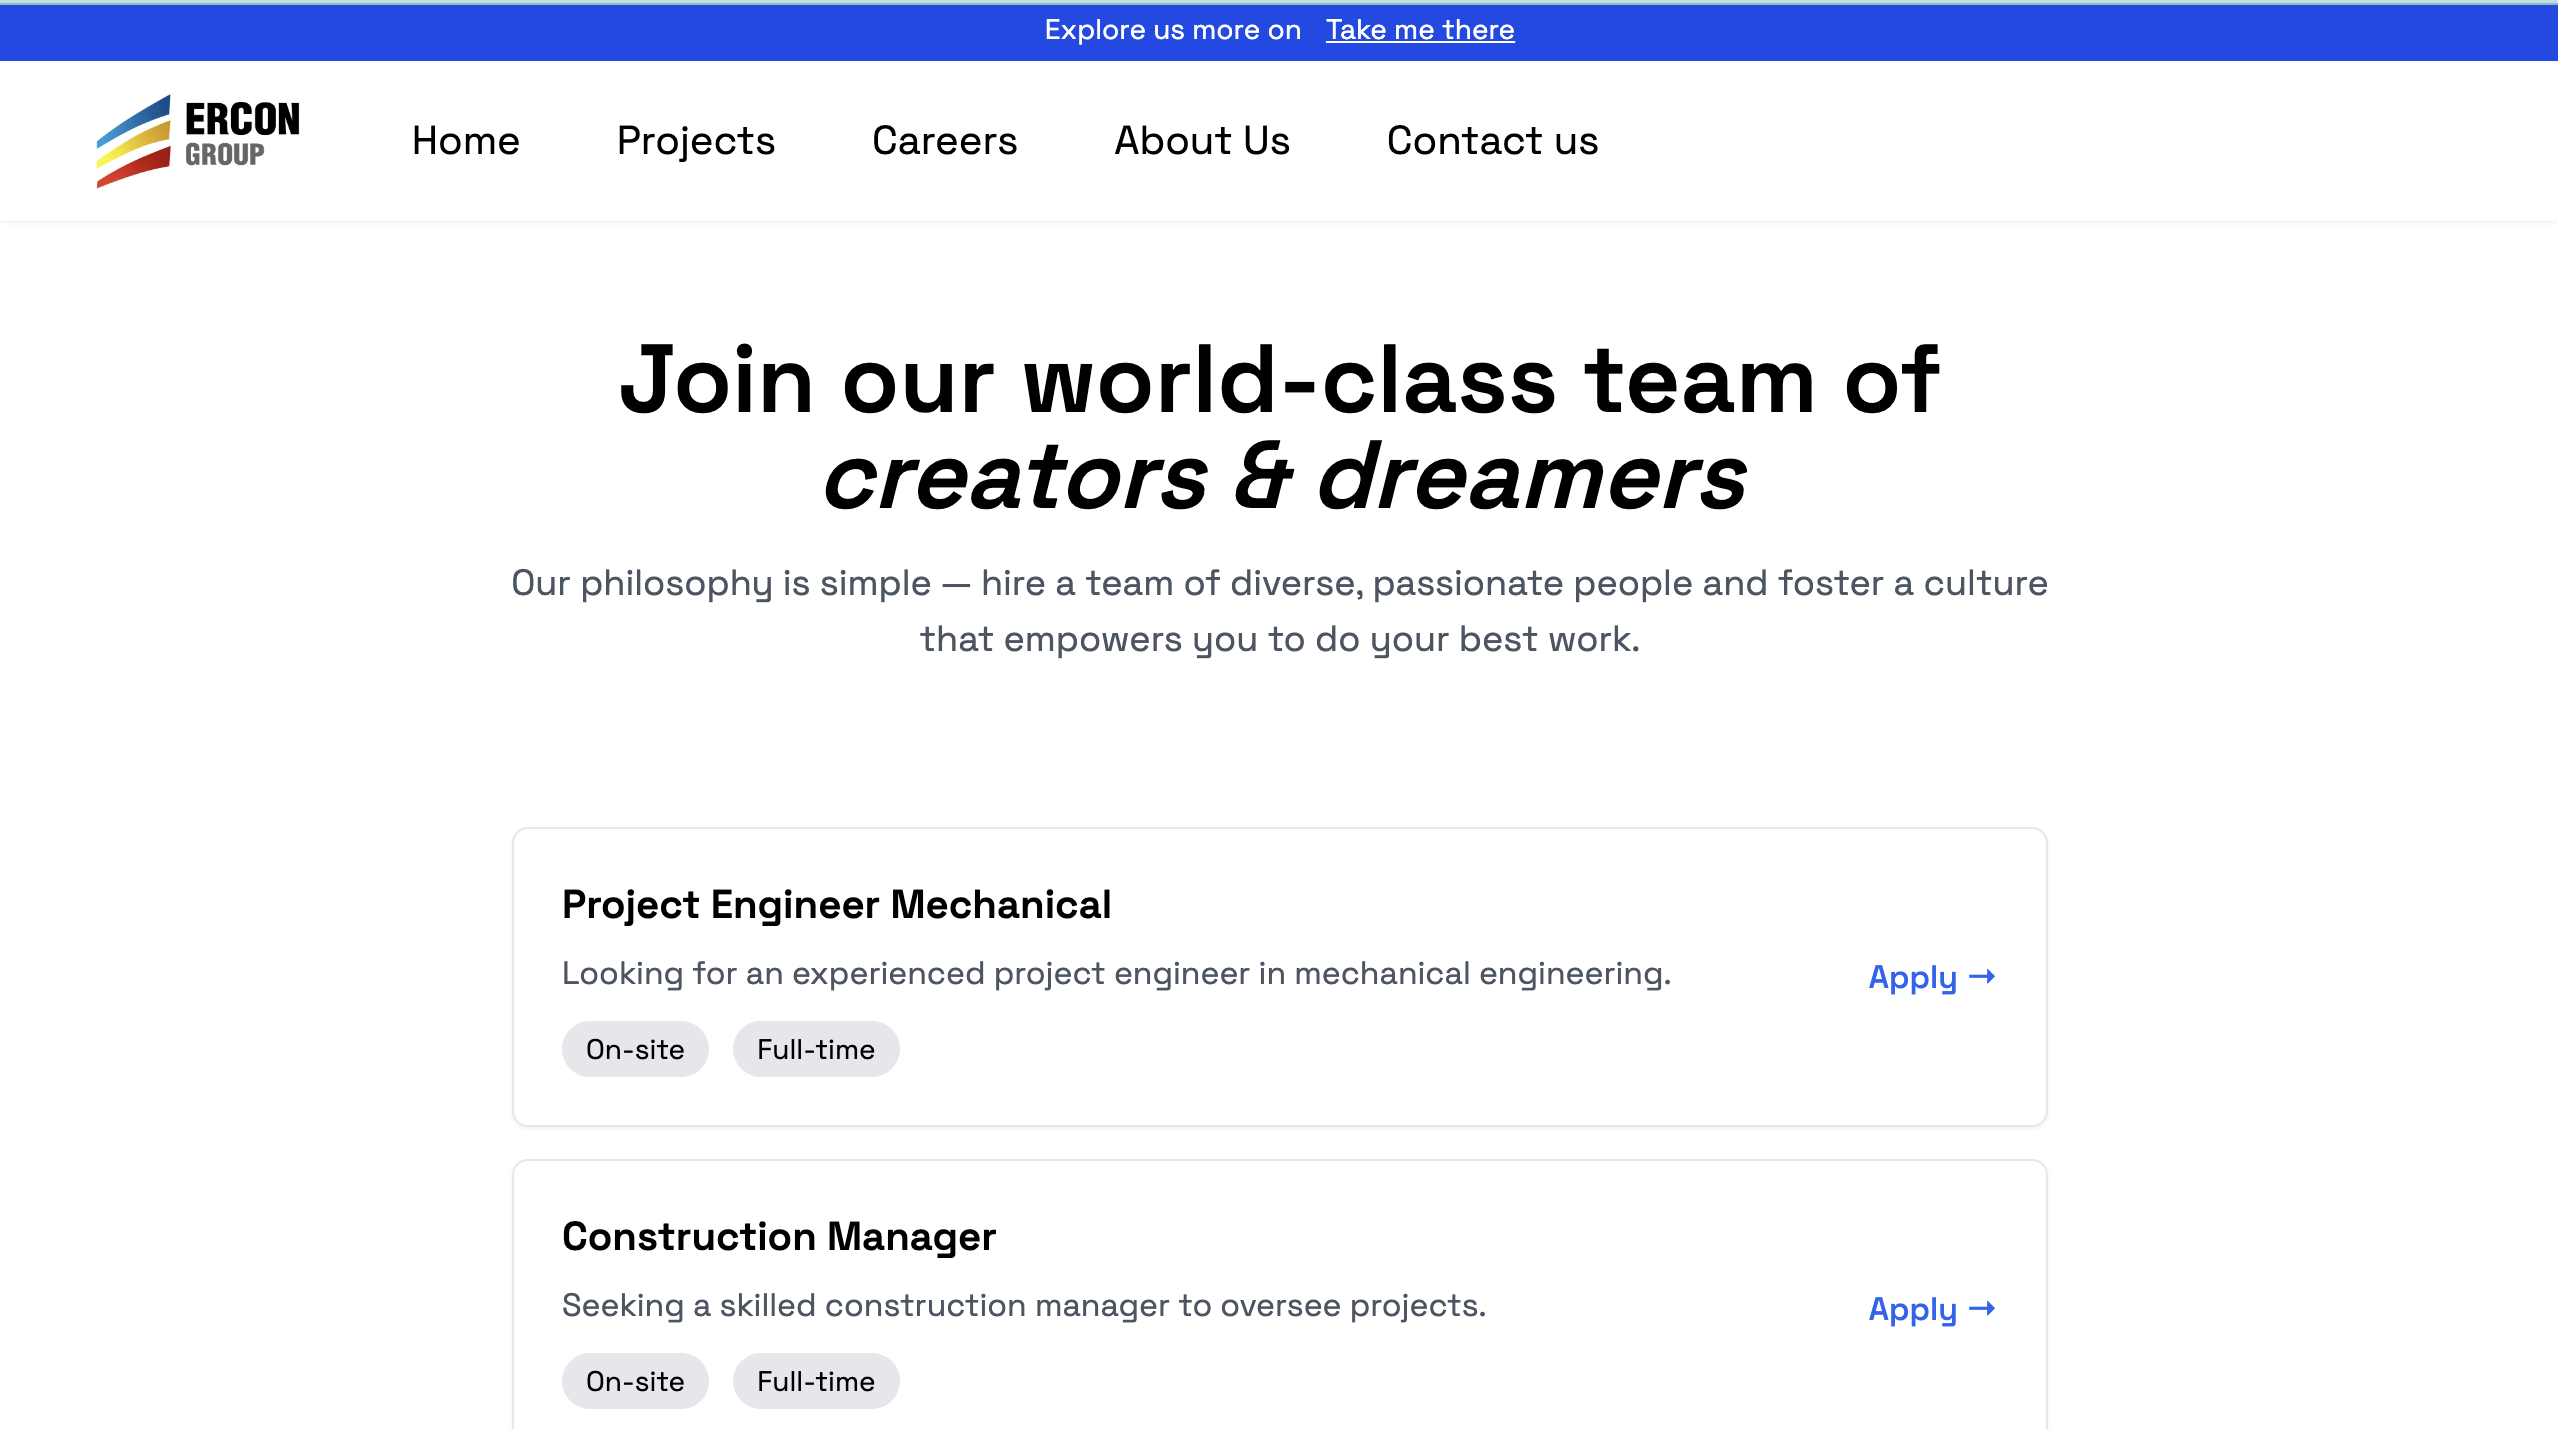 Explore us more on Take me there
ERCON
GROUP
Home Projects Careers About Us Contact us
Join our world-class team of
creators & dreamers
Our philosophy is simple — hire a team of diverse, passionate people and foster a culture
that empowers you to do your best work.
Project Engineer Mechanical
Looking for an experienced project engineer in mechanical engineering.
Apply →
On-site Full-time
Construction Manager
Seeking a skilled construction manager to oversee projects.
Apply →
On-site Full-time